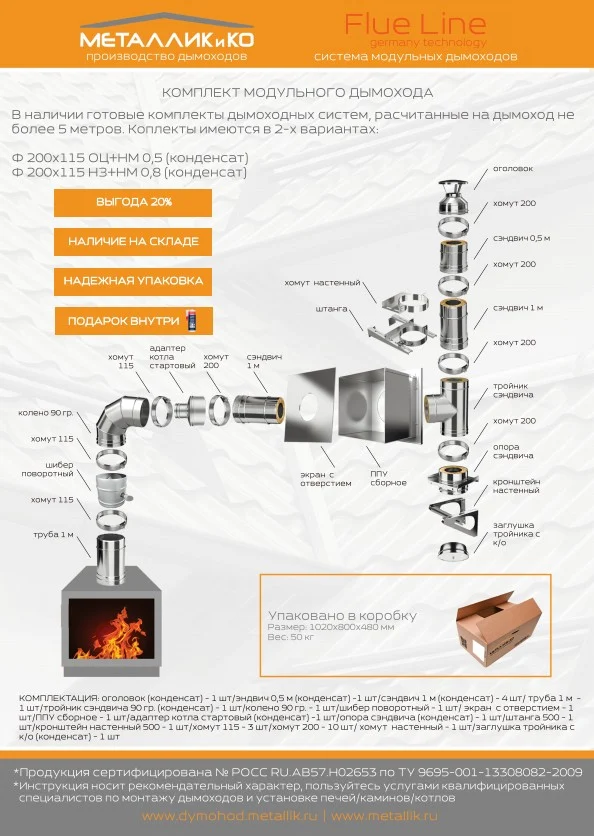 МЕТАЛЛИКиКО
производство дымоходов
Flue Line
germany technology
система модульных дымоходов
КОМПЛЕКТ МОДУЛЬНОГО ДЫМОХОДА
В наличии готовые комплекты дымоходных систем, расчитанные на дымоход не
более 5 метров. Коплекты имеются в 2-х вариантах:
Ф 200х115 ОЦ+НМ 0,5 (конденсат)
Ф 200х115 НЗ+НМ 0,8 (конденсат)
ВЫГОДА 20%
НАЛИЧИЕ НА СКЛАДЕ
НАДЕЖНАЯ УПАКОВКА
ПОДАРОК ВНУТРИ
оголовок
хомут 200
сэндвич 0,5 м
хомут 200
хомут настенный
штанга
сэндвич 1 м
хомут 200
хомут
115
адаптер
котла
стартовый
хомут
200
сэндвич
1 м
тройник
сэндвича
колено 90 гр.
хомут 200
хомут 115
опора
сэндвича
шибер
поворотный
экран с
отверстием
ППУ
сборное
кронштейн
настенный
хомут 115
заглушка
тройника с
к/о
труба 1 м
Упаковано в коробку
Размер: 1020х800х480 мм
Вес: 50 кг
КОМПЛЕКТАЦИЯ: оголовок (конденсат) - 1 шт/эндвич 0,5 м (конденсат) -1 шт/сэндвич 1 м (конденсат) - 4 шт/ труба 1 м -
1 шт/тройник сэндвича 90 гр. (конденсат) - 1 шт/колено 90 гр. - 1 шт/шибер поворотный - 1 шт/ экран с отверстием - 1
шт/ППУ сборное - 1 шт/адаптер котла стартовый (конденсат) -1 шт/опора сэндвича (конденсат) - 1 шт/штанга 500 - 1
шт/кронштейн настенный 500 - 1 шт/хомут 115 - 3 шт/хомут 200 - 10 шт/ хомут настенный - 1 шт/заглушка тройника с
к/о (конденсат) - 1 шт
*Продукция сертифицирована № РОСС RU.АВ57.Н02653 по ТУ 9695-001-13308082-2009
*Инструкция носит рекомендательный характер, пользуйтесь услугами квалифицированных
специалистов по монтажу дымоходов и установке печей/каминов/котлов
www.dymohod.metallik.ru | www.metallik.ru